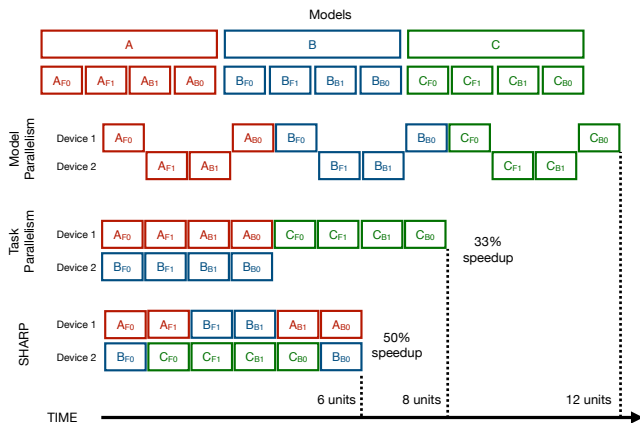 Models
A B C
AF0 AF1 AB1 AB0 BF0 BF1 BB1 BB0 CF0 CF1 CB1 CB0
Model Parallelism
Device 1 AF0 AB0 BF0 BB0 CF0 CB0
Device 2 AF1 AB1 BF1 BB1 CF1 CB1
Task Parallelism
Device 1 AF0 AF1 AB1 AB0 CF0 CF1 CB1 CB0
Device 2 BF0 BF1 BB1 BB0
33%
speedup
SHARP
Device 1 AF0 AF1 BF1 BB1 AB1 AB0
Device 2 BF0 CF0 CF1 CB1 CB0 BB0
50%
speedup
6 units 8 units 12 units
TIME